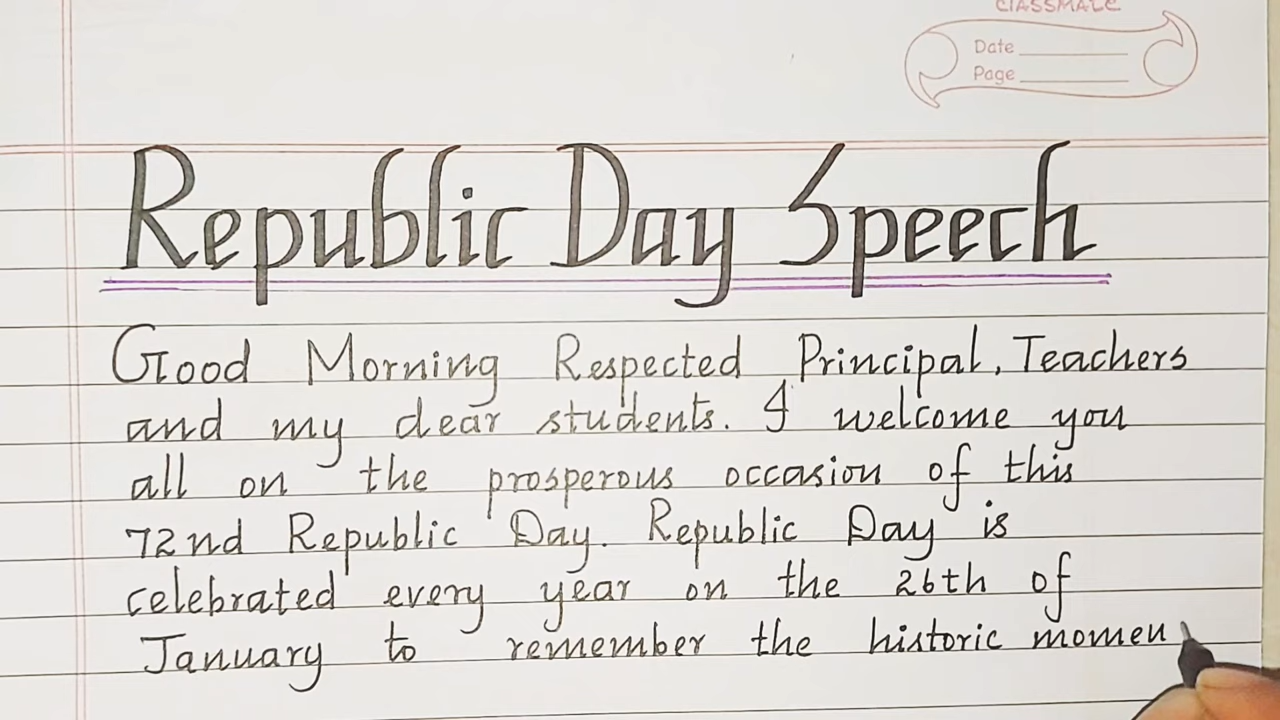 classmate
Date
Page
Republic Day Speech
Good Morning Respected Principal, Teachers
and my dear students. I welcome you
all on the prosperous occasion of this
72nd Republic Day. Republic Day is
celebrated every year on the 26th of
January to remember the historic momen